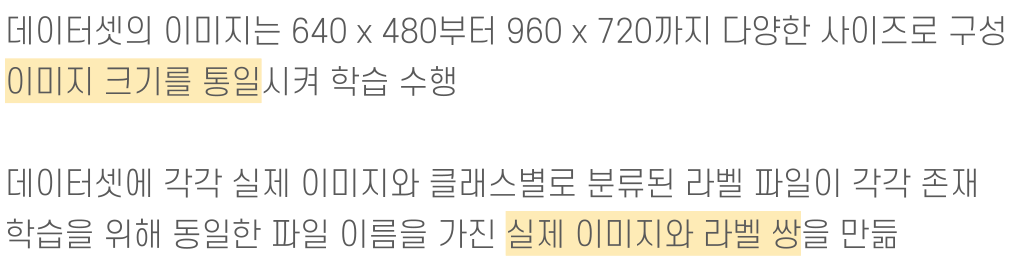 데이터셋의 이미지는 640 x 480부터 960 x 720까지 다양한 사이즈로 구성
이미지 크기를 통일시켜 학습 수행
데이터셋에 각각 실제 이미지와 클래스별로 분류된 라벨 파일이 각각 존재
학습을 위해 동일한 파일 이름을 가진 실제 이미지와 라벨 쌍을 만듦